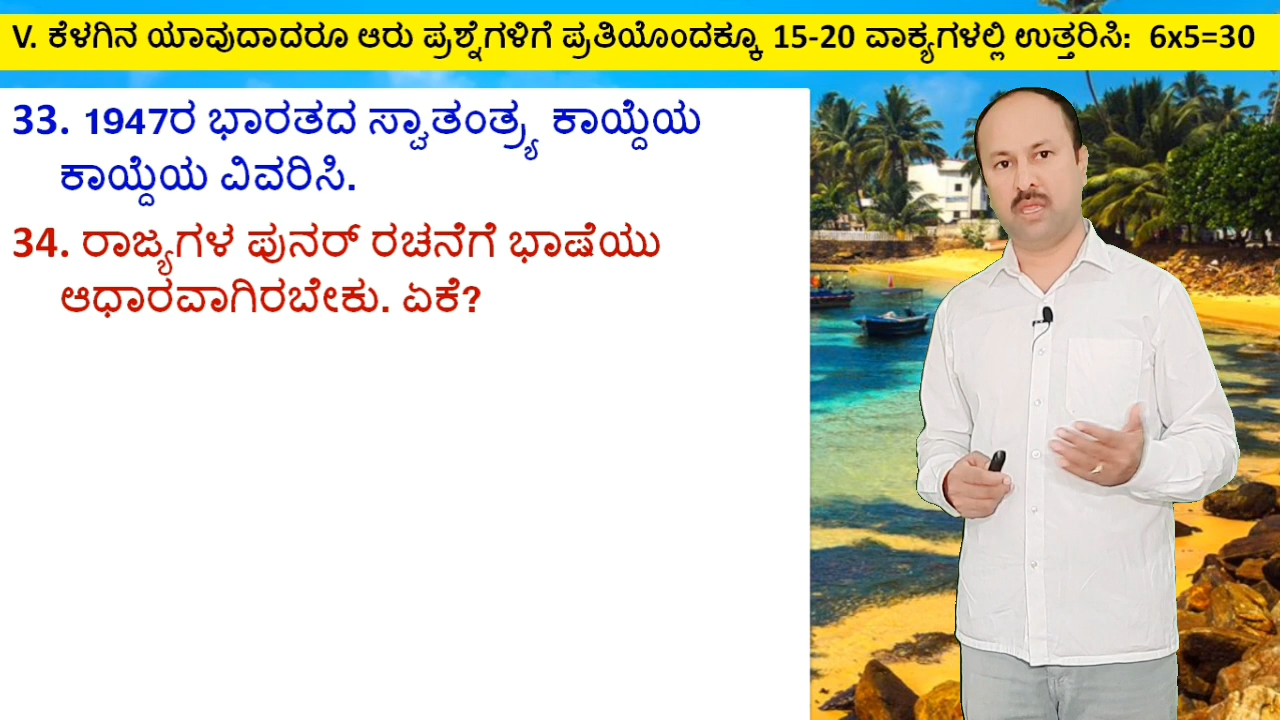 V. ಕೆಳಗಿನ ಯಾವುದಾದರೂ ಆರು ಪ್ರಶ್ನೆಗಳಿಗೆ ಪ್ರತಿಯೊಂದಕ್ಕೂ 15-20 ವಾಕ್ಯಗಳಲ್ಲಿ ಉತ್ತರಿಸಿ: 6x5=30
33. 1947ರ ಭಾರತದ ಸ್ವಾತಂತ್ರ್ಯ ಕಾಯ್ದೆಯ
ಕಾಯ್ದೆಯ ವಿವರಿಸಿ.
34. ರಾಜ್ಯಗಳ ಪುನರ್ ರಚನೆಗೆ ಭಾಷೆಯು
ಆಧಾರವಾಗಿರಬೇಕು. ಏಕೆ?